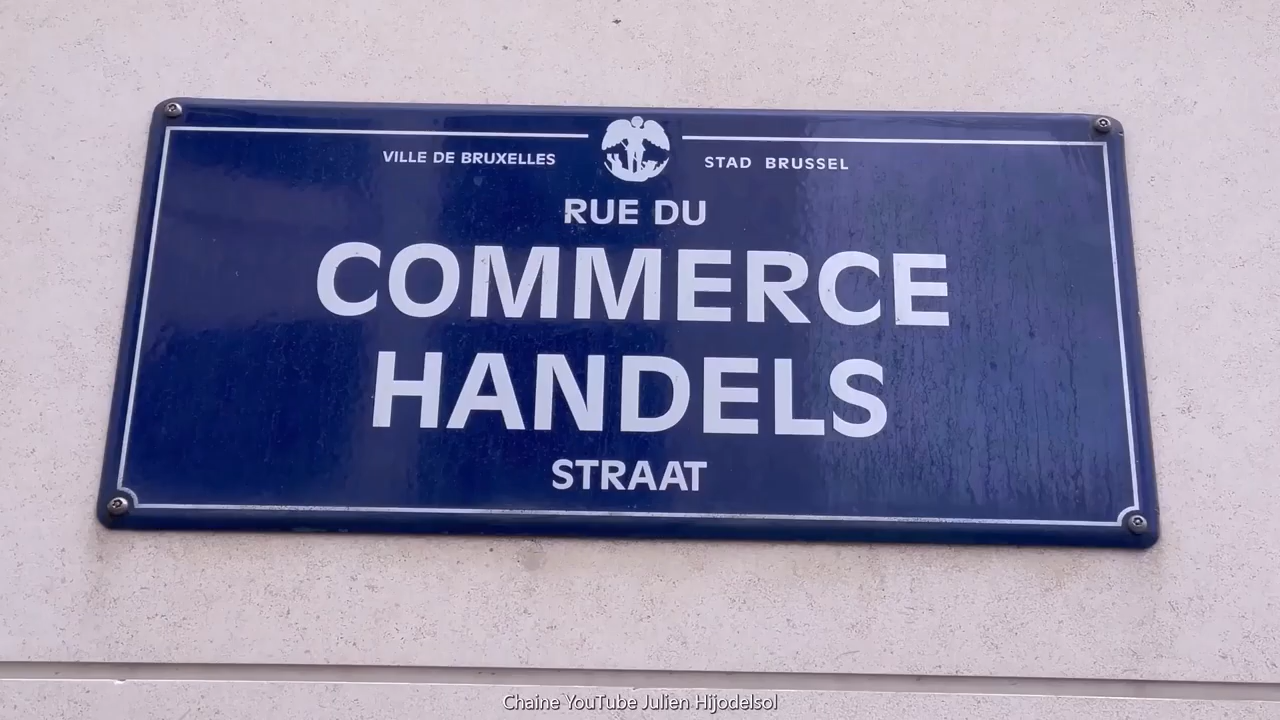 VILLE DE BRUXELLES STAD BRUSSEL
RUE DU
COMMERCE
HANDELS
STRAAT
Chaine YouTube Julien Hijodelsol